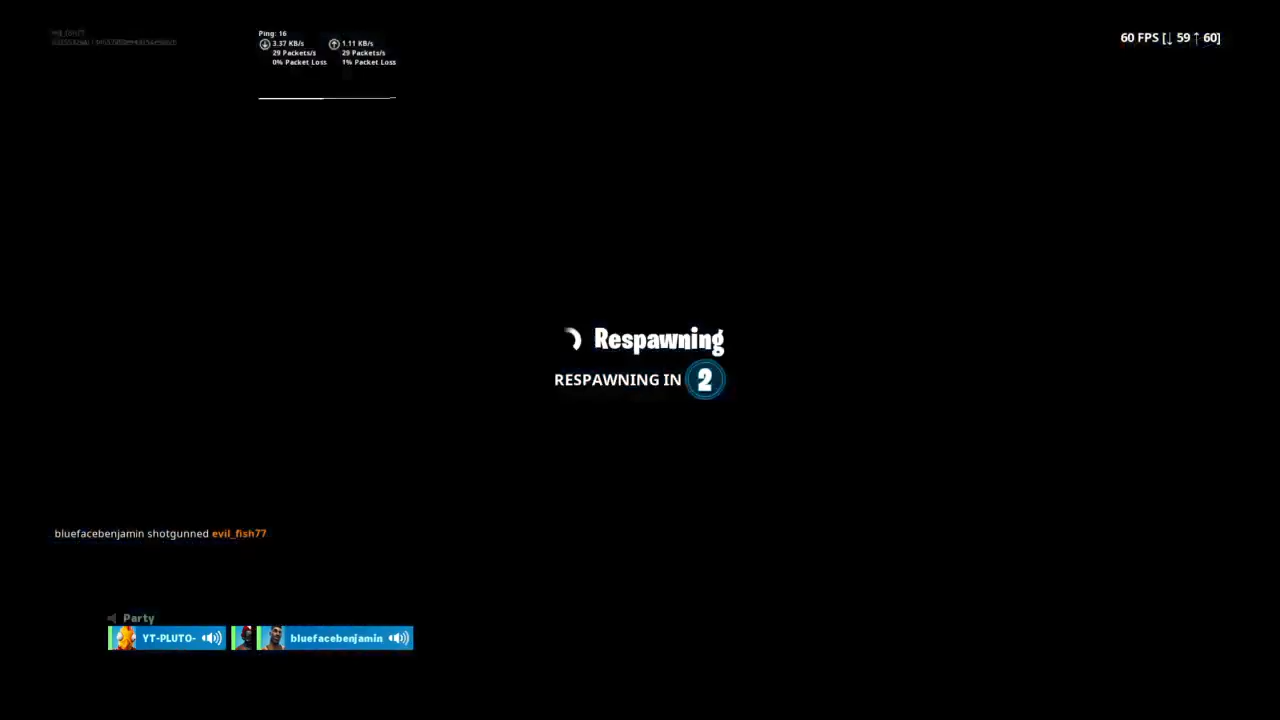 Ping: 16
3.37 KB/s
1.11 KB/s
29 Packets/s
29 Packets/s
0% Packet Loss
1% Packet Loss
60 FPS [↓ 59 ↑ 60]
Respawning
RESPAWNING IN 2
bluefacebenjamin shotgunned evil_fish77
Party
YT-PLUTO-
bluefacebenjamin